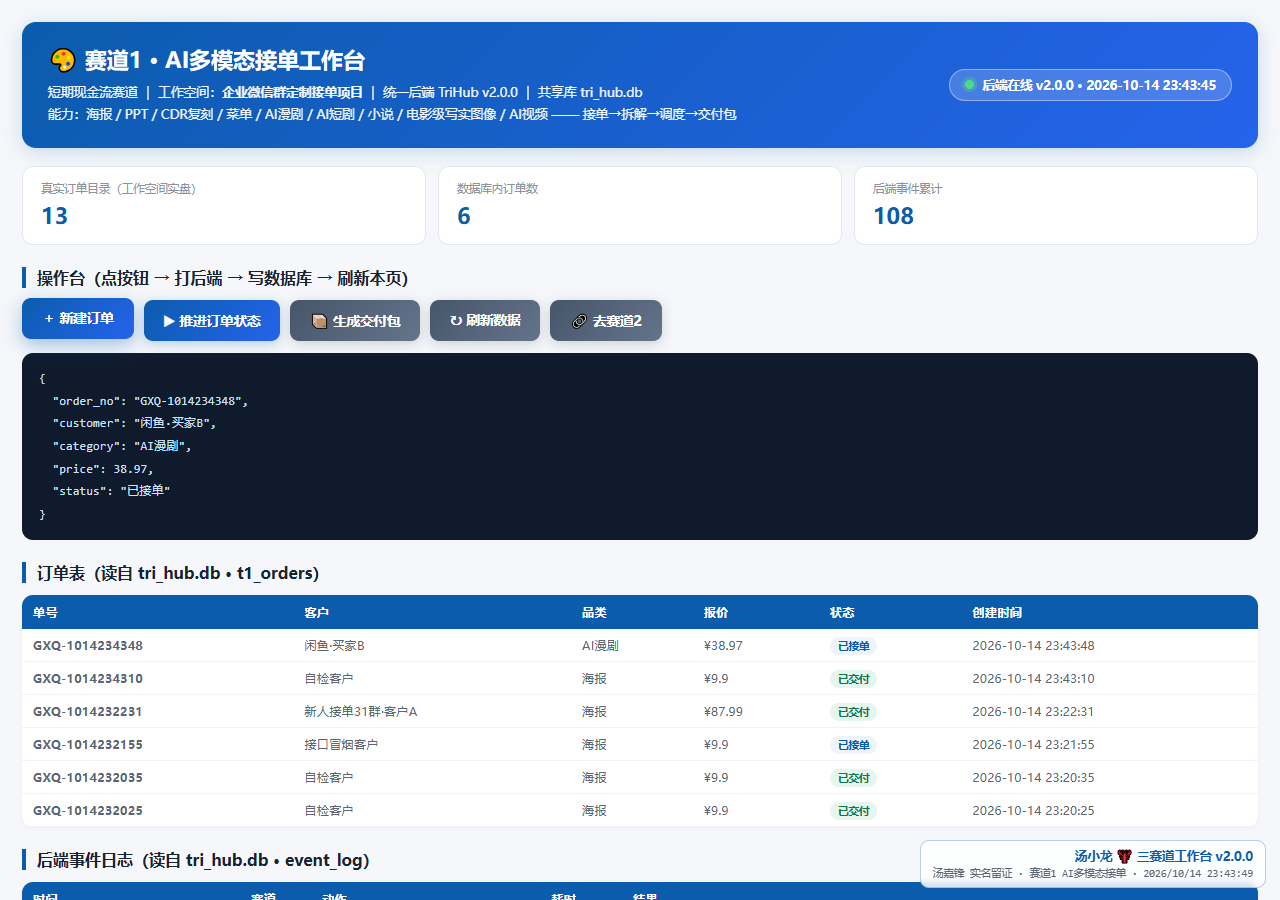 赛道1 • AI多模态接单工作台
短期现金流赛道 | 工作空间：企业微信群定制接单项目 | 统一后端 TriHub v2.0.0 | 共享库 tri_hub.db
能力：海报 / PPT / CDR复刻 / 菜单 / AI漫剧 / AI短剧 / 小说 / 电影级写实图像 / AI视频 —— 接单→拆解→调度→交付包
后端在线 v2.0.0 • 2026-10-14 23:43:45
真实订单目录（工作空间实盘） 数据库内订单数 后端事件累计
13 6 108
操作台（点按钮 → 打后端 → 写数据库 → 刷新本页）
+ 新建订单 ▶ 推进订单状态 生成交付包 ↻ 刷新数据 去赛道2
{
"order_no": "GXQ-1014234348",
"customer": "闲鱼·买家B",
"category": "AI漫剧",
"price": 38.97,
"status": "已接单"
}
订单表（读自 tri_hub.db • t1_orders）
单号 客户 品类 报价 状态 创建时间
GXQ-1014234348 闲鱼·买家B AI漫剧 ¥38.97 已接单 2026-10-14 23:43:48
GXQ-1014234310 自检客户 海报 ¥9.9 已交付 2026-10-14 23:43:10
GXQ-1014232231 新人接单31群·客户A 海报 ¥87.99 已交付 2026-10-14 23:22:31
GXQ-1014232155 接口冒烟客户 海报 ¥9.9 已接单 2026-10-14 23:21:55
GXQ-1014232035 自检客户 海报 ¥9.9 已交付 2026-10-14 23:20:35
GXQ-1014232025 自检客户 海报 ¥9.9 已交付 2026-10-14 23:20:25
后端事件日志（读自 tri_hub.db • event_log）
时间 赛道 动作 耗时 结果
汤小龙 三赛道工作台 v2.0.0
汤嘉锋 实名留证 · 赛道1 AI多模态接单 · 2026/10/14 23:43:49